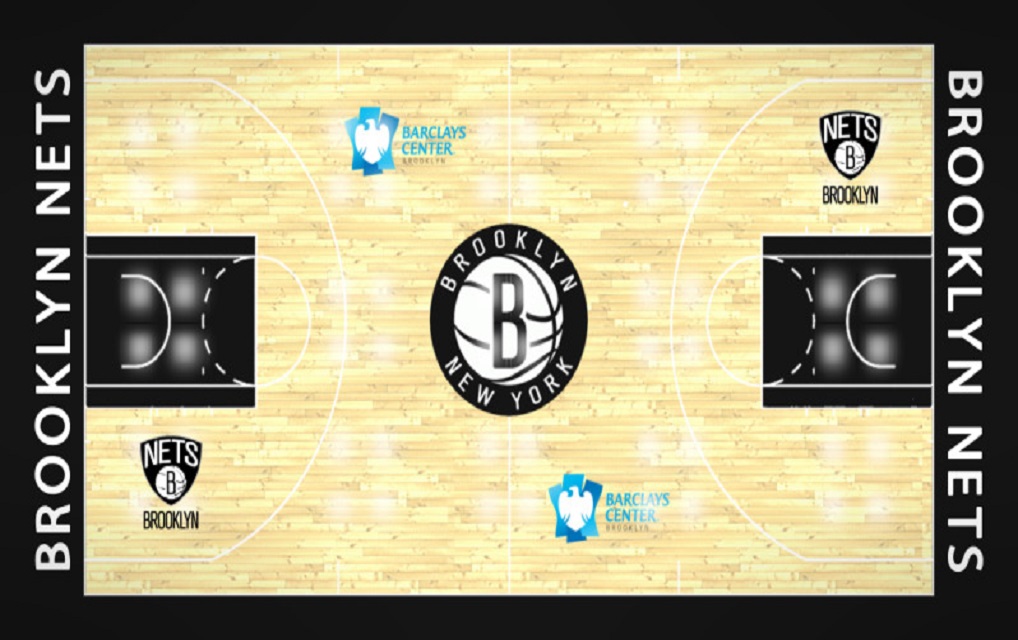 BROOKLYN NETS
BARCLAYS
CENTER
BROOKLYN
NETS
B
BROOKLYN
BROOKLYN
B
NEW YORK
NETS
B
BROOKLYN
BARCLAYS
CENTER
BROOKLYN
BROOKLYN NETS